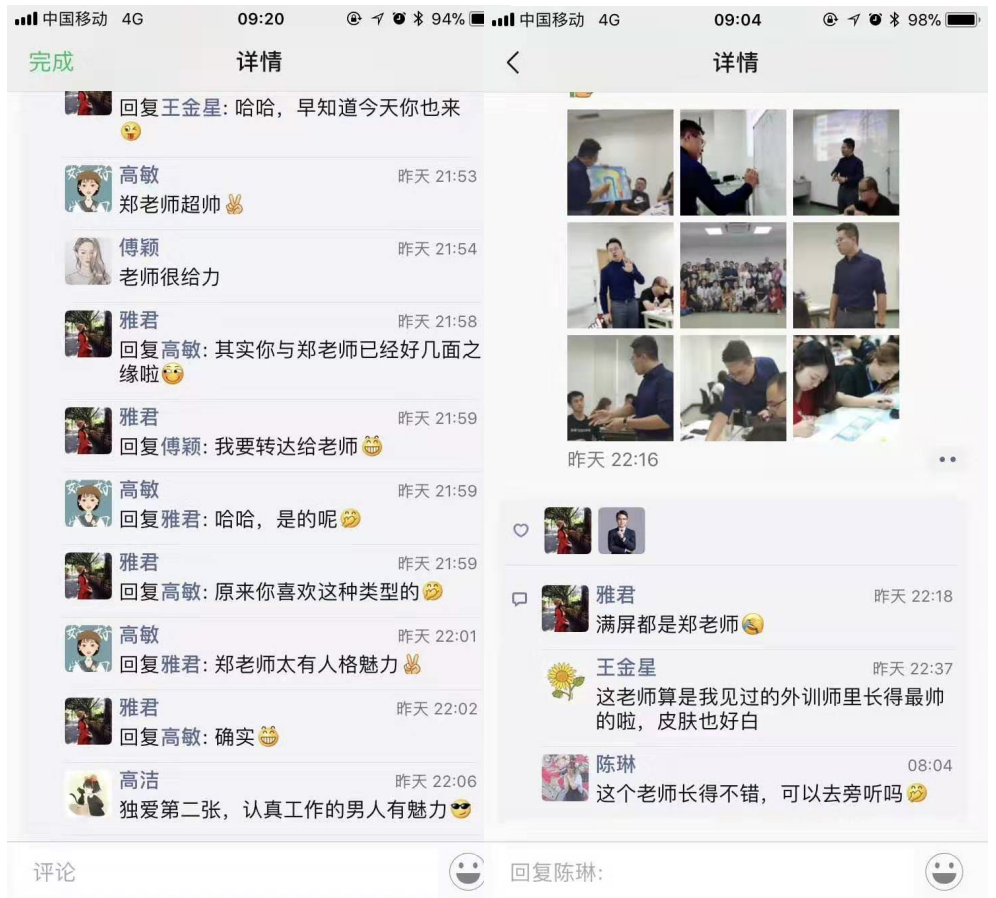 中国移动 4G 09:20 94%
完成 详情
回复王金星: 哈哈，早知道今天你也来
高敏 昨天 21:53
郑老师超帅
傅颖 昨天 21:54
老师很给力
雅君 昨天 21:58
回复高敏: 其实你与郑老师已经好几面之
缘啦
雅君 昨天 21:59
回复傅颖: 我要转达给老师
高敏 昨天 21:59
回复雅君: 哈哈，是的呢
雅君 昨天 21:59
回复高敏: 原来你喜欢这种类型的
高敏 昨天 22:01
回复雅君: 郑老师太有人格魅力
雅君 昨天 22:02
回复高敏: 确实
高洁 昨天 22:06
独爱第二张，认真工作的男人有魅力
评论
中国移动 4G 09:04 98%
详情
昨天 22:16
雅君 昨天 22:18
满屏都是郑老师
王金星 昨天 22:37
这老师算是我见过的外训师里长得最帅
的啦，皮肤也好白
陈琳 08:04
这个老师长得不错，可以去旁听吗
回复陈琳: